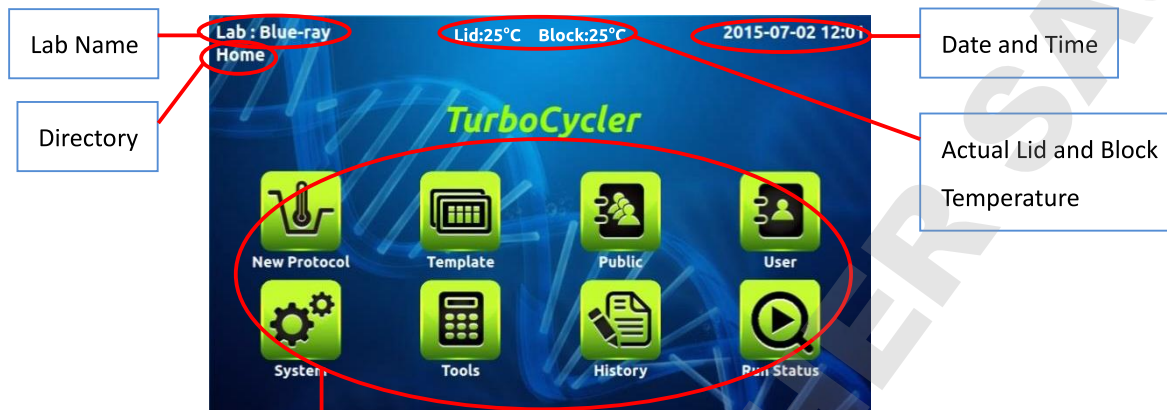 Lab Name
Lab : Blue-ray
Lid:25°C Block:25°C
2015-07-02 12:01
Date and Time
Home
Directory
TurboCycler
Actual Lid and Block
Temperature
New Protocol
Template
Public
User
System
Tools
History
Run Status